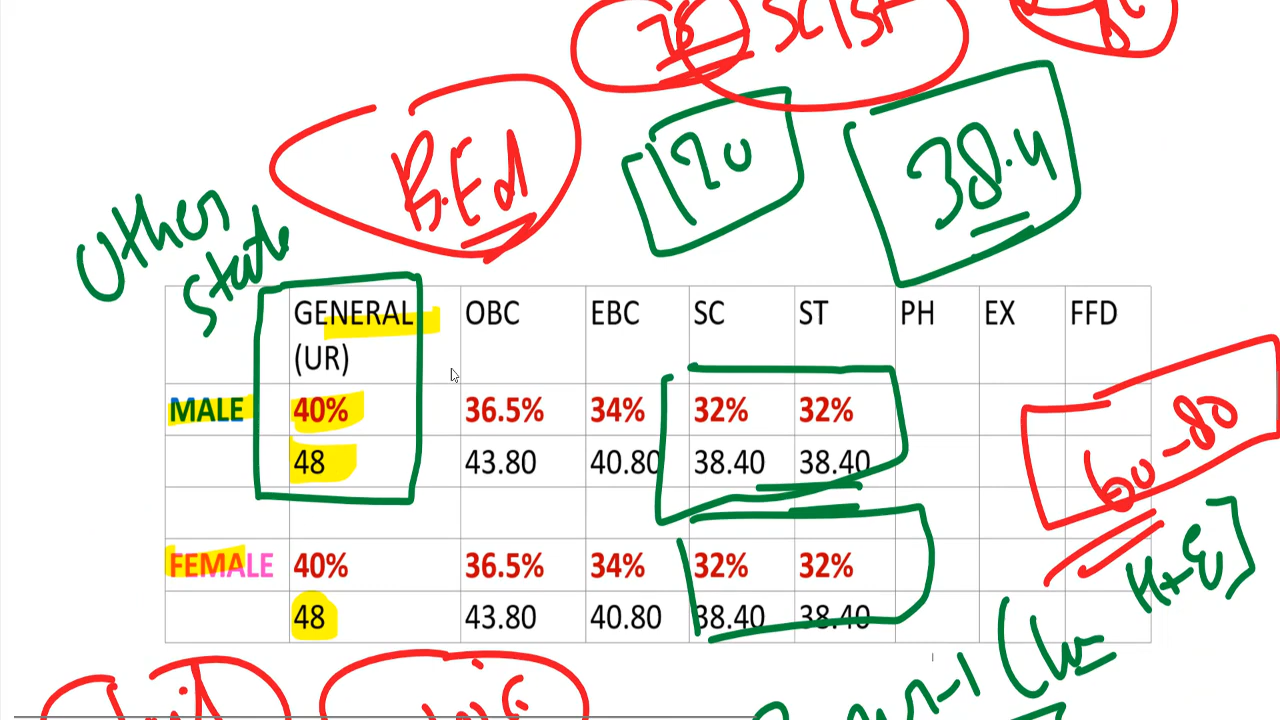 75 SC/ST
B.Ed
120
38.4
Other
State
GENERAL (UR) OBC EBC SC ST PH EX FFD
MALE 40% 36.5% 34% 32% 32%
48 43.80 40.80 38.40 38.40
60-80
FEMALE 40% 36.5% 34% 32% 32%
H+E]
48 43.80 40.80 38.40 38.40